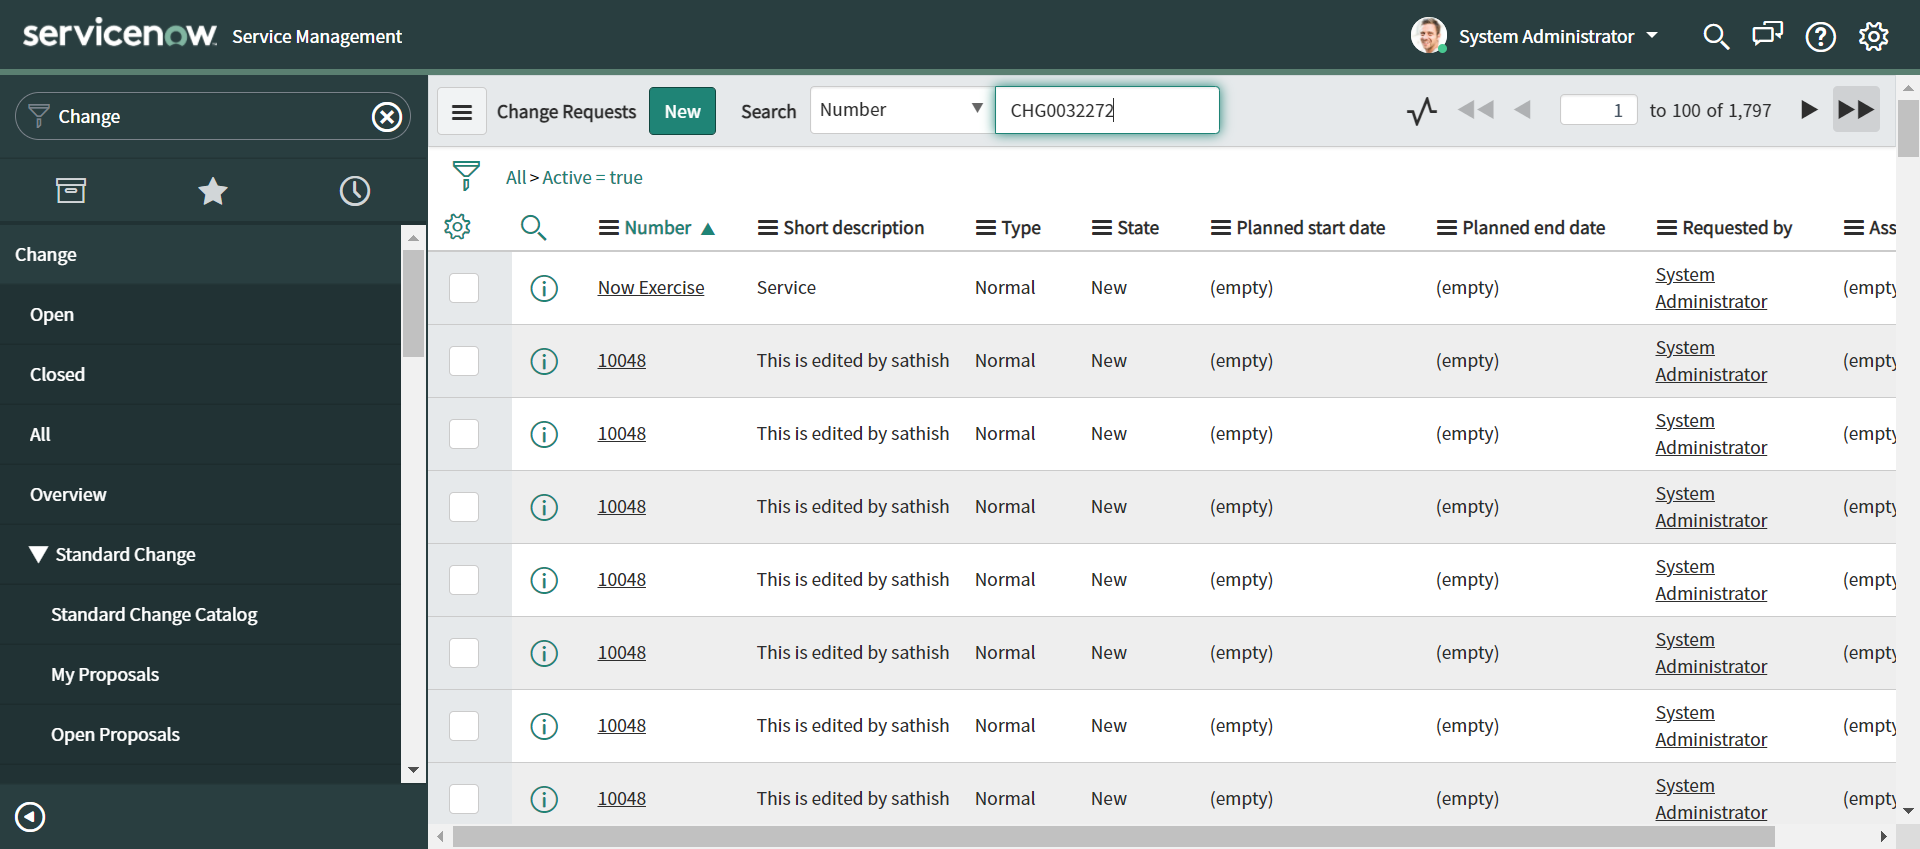 servicenow Service Management
System Administrator
Change
Change Requests New Search Number CHG0032272 1 to 100 of 1,797
All > Active = true
Change
Open
Closed
All
Overview
Standard Change
Standard Change Catalog
My Proposals
Open Proposals
Number Short description Type State Planned start date Planned end date Requested by Ass
Now Exercise Service Normal New (empty) (empty) System Administrator (empty
10048 This is edited by sathish Normal New (empty) (empty) System Administrator (empty
10048 This is edited by sathish Normal New (empty) (empty) System Administrator (empty
10048 This is edited by sathish Normal New (empty) (empty) System Administrator (empty
10048 This is edited by sathish Normal New (empty) (empty) System Administrator (empty
10048 This is edited by sathish Normal New (empty) (empty) System Administrator (empty
10048 This is edited by sathish Normal New (empty) (empty) System Administrator (empty
10048 This is edited by sathish Normal New (empty) (empty) System Administrator (empty